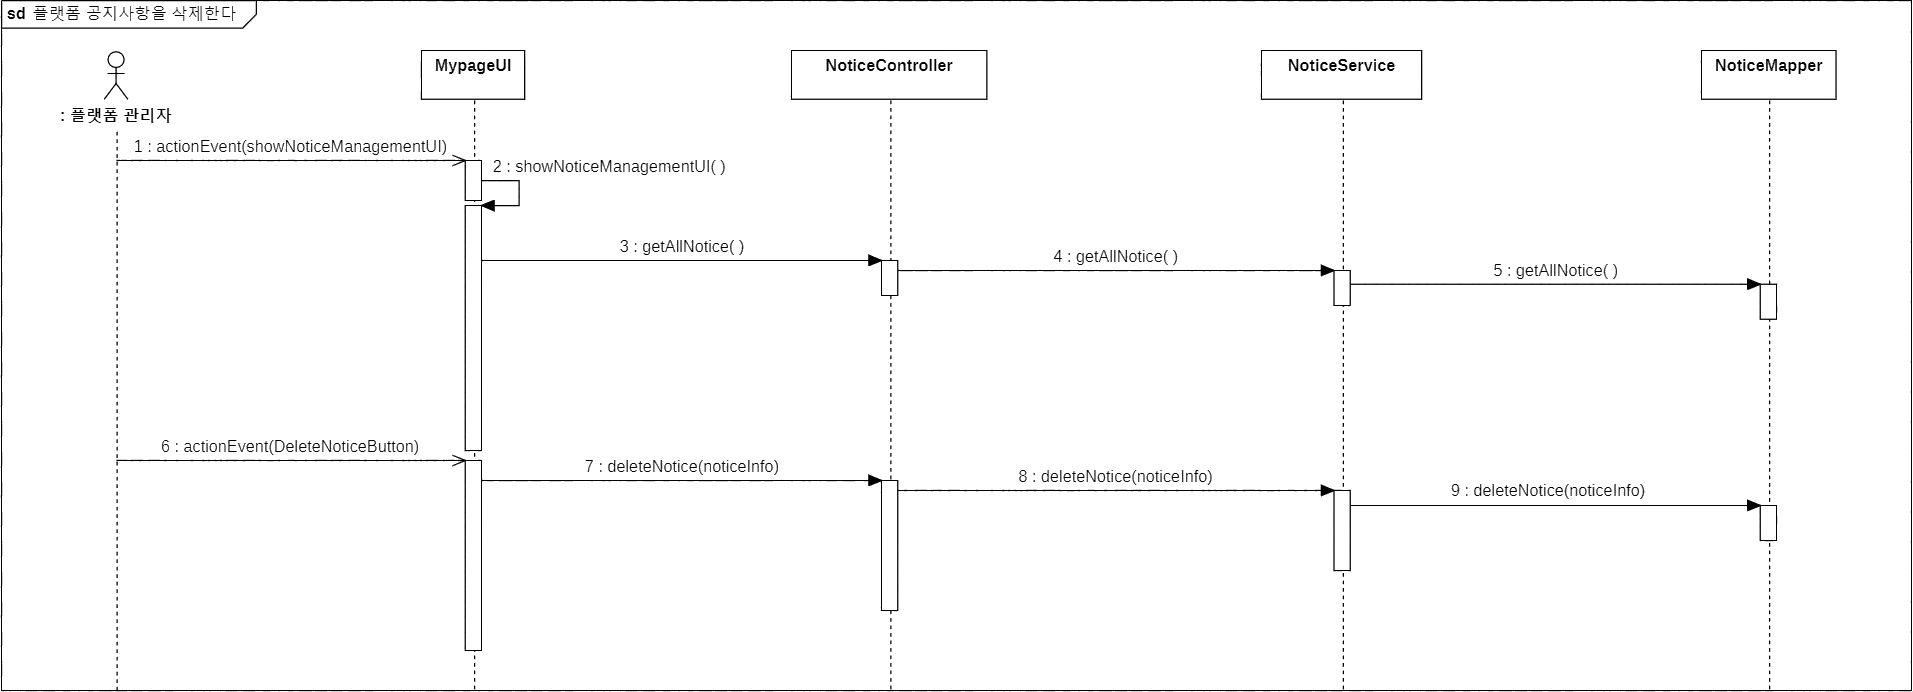 sd 플랫폼 공지사항을 삭제한다
MypageUI
NoticeController
NoticeService
NoticeMapper
: 플랫폼 관리자
1 : actionEvent(showNoticeManagementUI)
2 : showNoticeManagementUI( )
3 : getAllNotice( )
4 : getAllNotice( )
5 : getAllNotice( )
6 : actionEvent(DeleteNoticeButton)
7 : deleteNotice(noticeInfo)
8 : deleteNotice(noticeInfo)
9 : deleteNotice(noticeInfo)